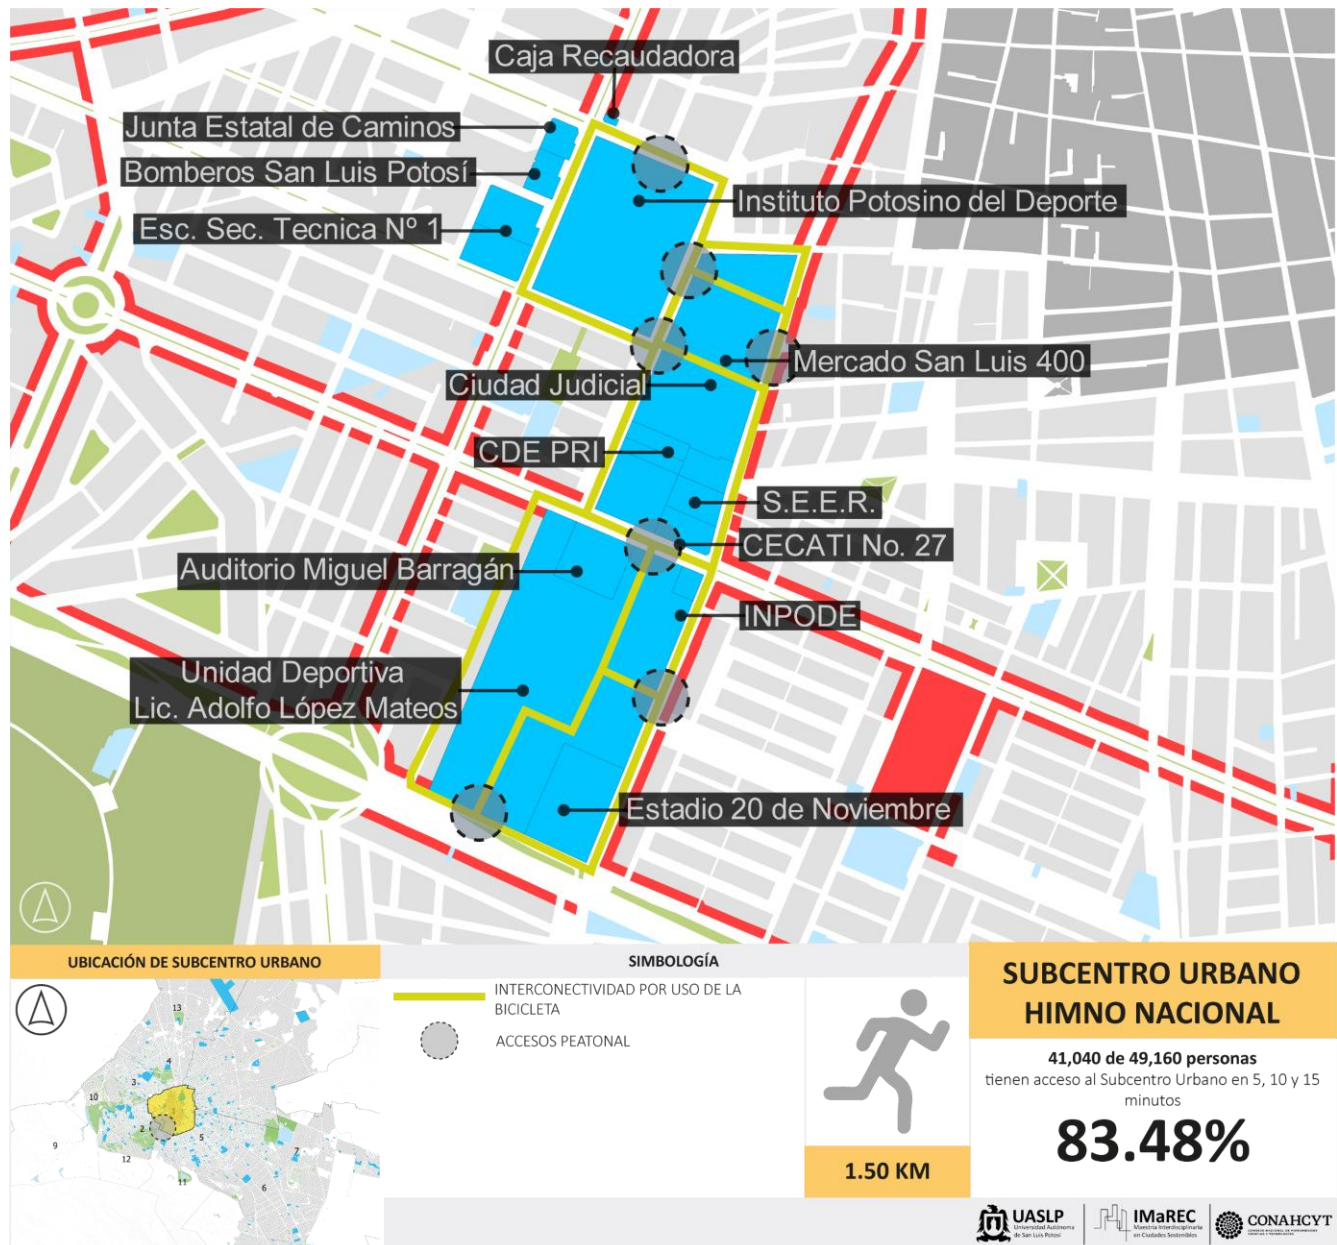 Caja Recaudadora
Junta Estatal de Caminos
Bomberos San Luis Potosí
Instituto Potosino del Deporte
Esc. Sec. Tecnica Nº 1
Mercado San Luis 400
Ciudad Judicial
CDE PRI
S.E.E.R.
CECATI No. 27
Auditorio Miguel Barragán
INPODE
Unidad Deportiva
Lic. Adolfo López Mateos
Estadio 20 de Noviembre
UBICACIÓN DE SUBCENTRO URBANO
13
4
3
10
2
5
9
12
7
11
6
SIMBOLOGÍA
INTERCONECTIVIDAD POR USO DE LA
BICICLETA
ACCESOS PEATONAL
1.50 KM
SUBCENTRO URBANO
HIMNO NACIONAL
41,040 de 49,160 personas
tienen acceso al Subcentro Urbano en 5, 10 y 15
minutos
83.48%
UASLP
Universidad Autónoma
de San Luis Potosí
IMaREC
Maestría Interdisciplinaria
en Ciudades Sostenibles
CONAHCYT